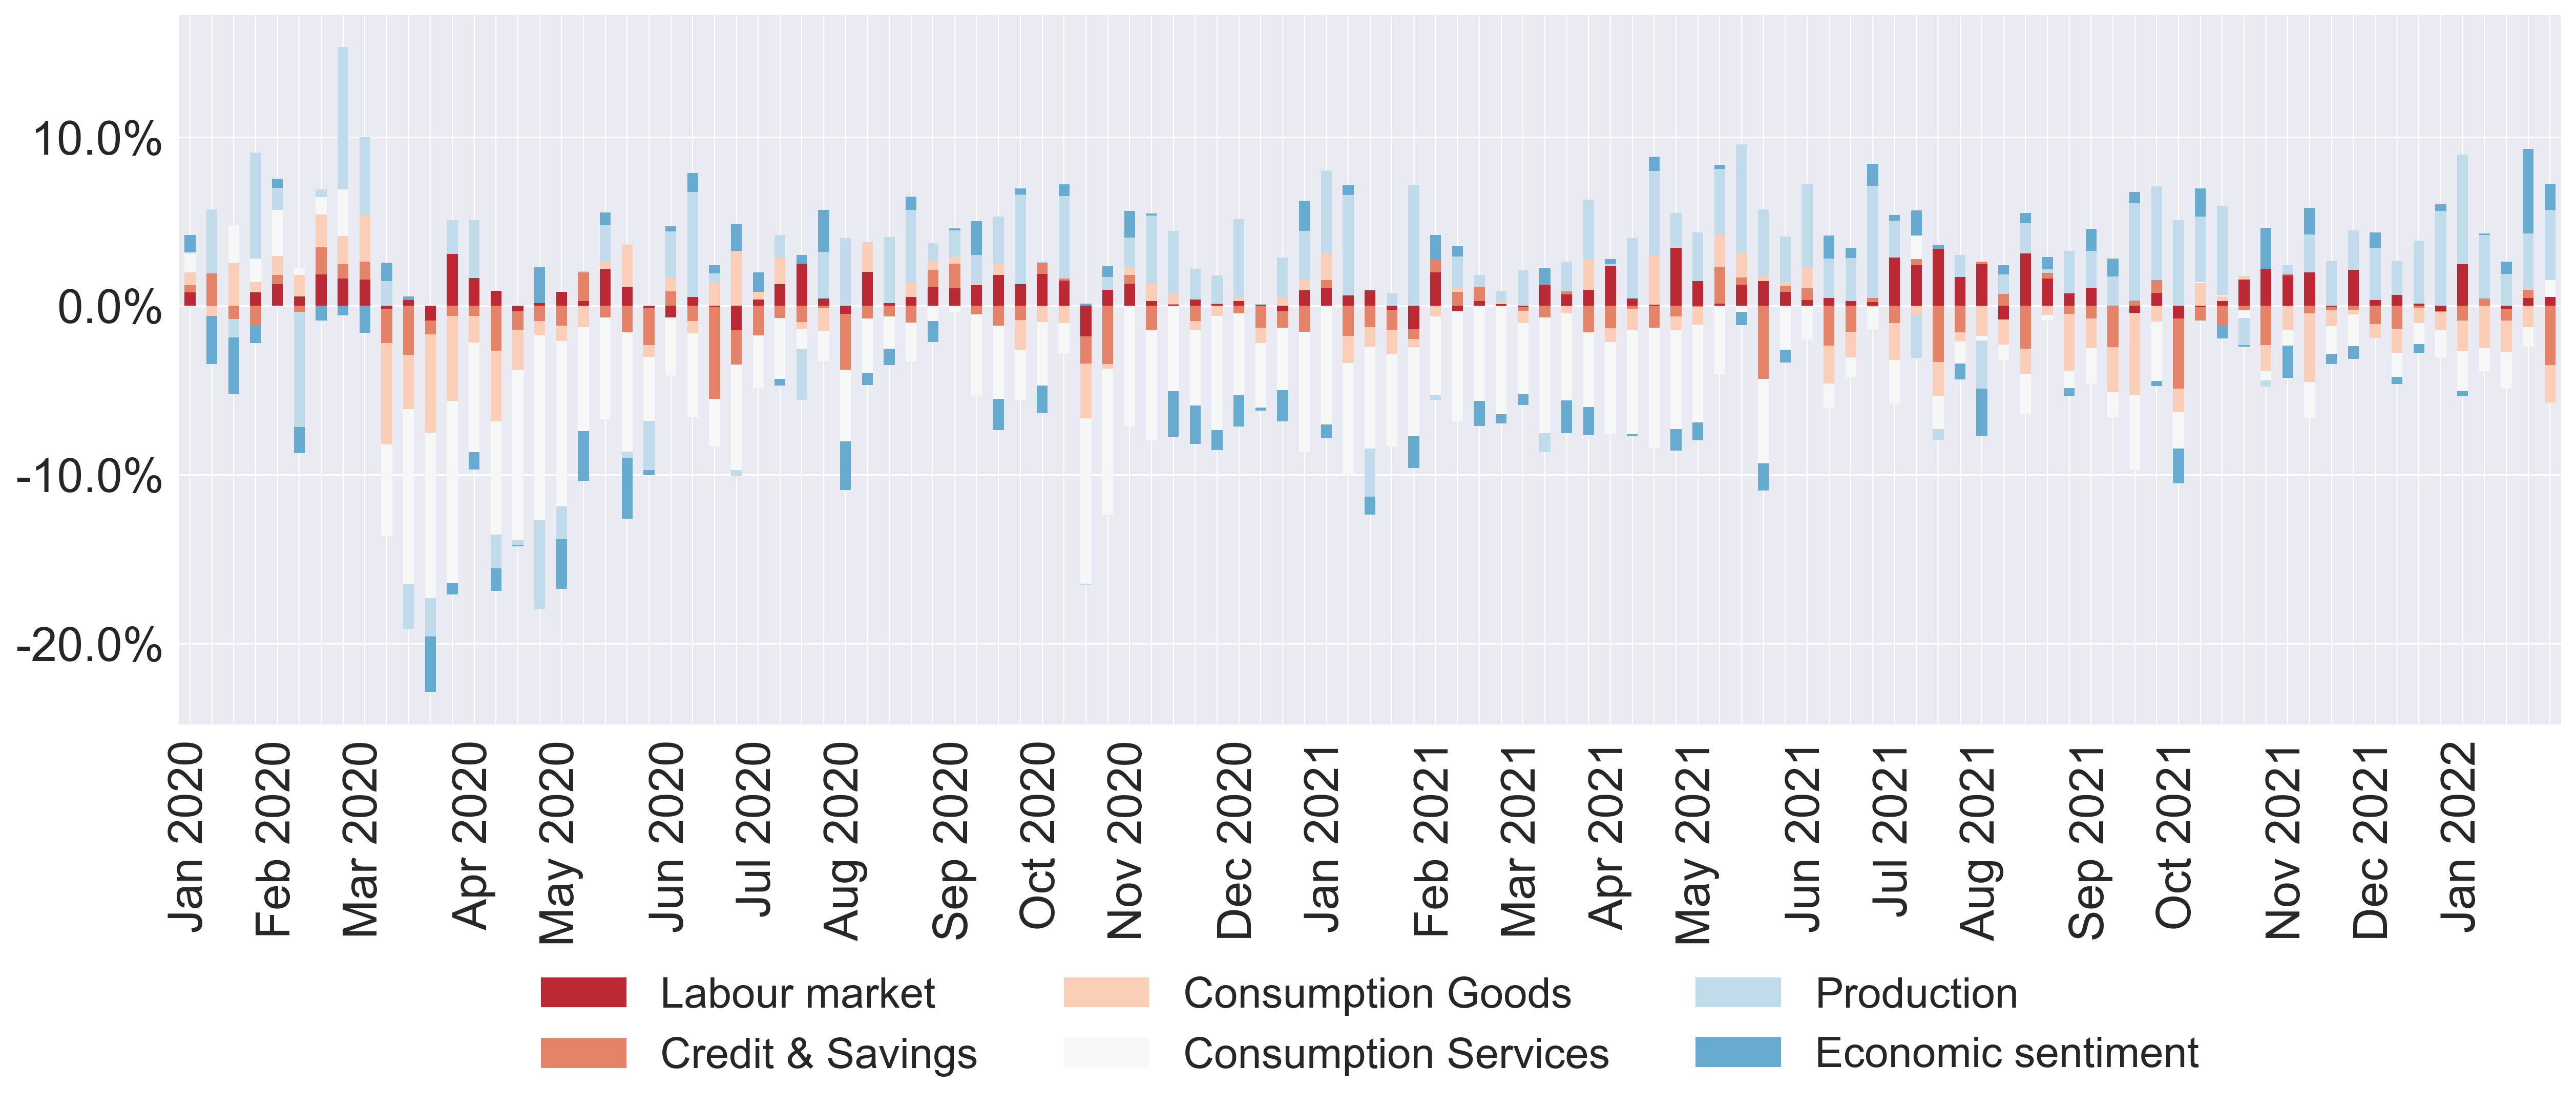 10.0%
0.0%
-10.0%
-20.0%
Jan 2020
Feb 2020
Mar 2020
Apr 2020
May 2020
Jun 2020
Jul 2020
Aug 2020
Sep 2020
Oct 2020
Nov 2020
Dec 2020
Jan 2021
Feb 2021
Mar 2021
Apr 2021
May 2021
Jun 2021
Jul 2021
Aug 2021
Sep 2021
Oct 2021
Nov 2021
Dec 2021
Jan 2022
Labour market
Credit & Savings
Consumption Goods
Consumption Services
Production
Economic sentiment